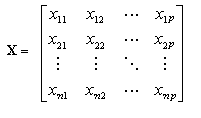 x11 x12 ⋯ x1p
X = x21 x22 ⋯ x2p
⋮ ⋮ ⋱ ⋮
xn1 xn2 ⋯ xnp